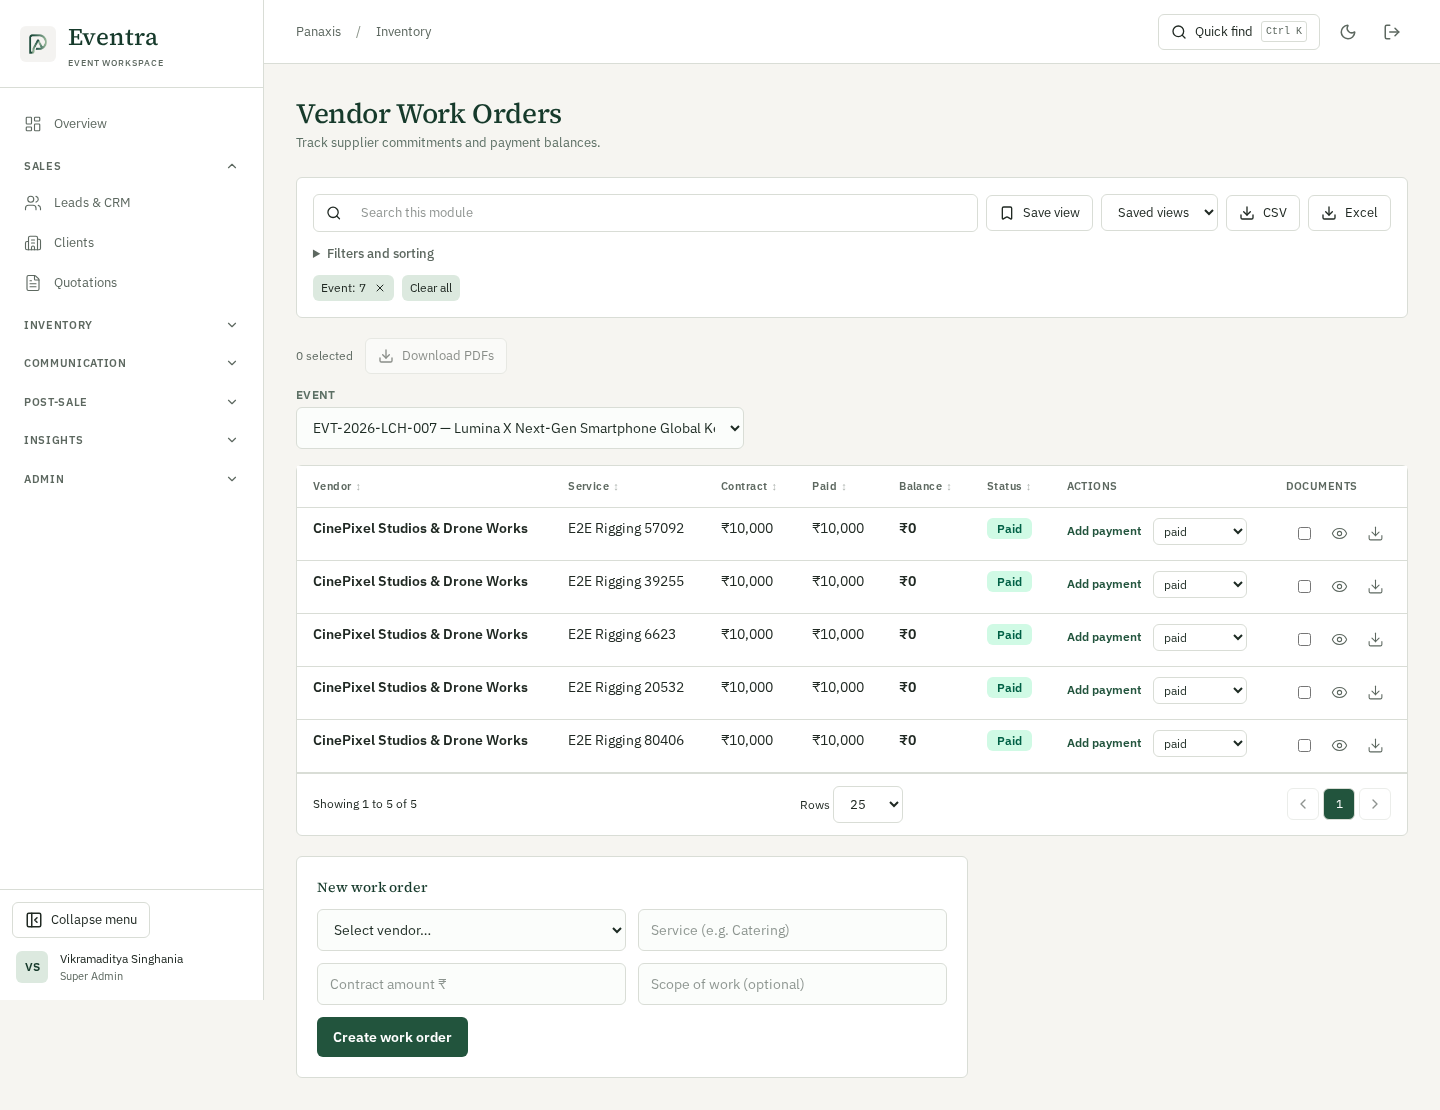 Eventra
EVENT WORKSPACE
Panaxis / Inventory
Quick find Ctrl K
Overview
SALES
Leads & CRM
Clients
Quotations
INVENTORY
COMMUNICATION
POST-SALE
INSIGHTS
ADMIN
Collapse menu
VS
Vikramaditya Singhania
Super Admin
Vendor Work Orders
Track supplier commitments and payment balances.
Search this module
Save view
Saved views
CSV
Excel
Filters and sorting
Event: 7 ×
Clear all
0 selected
Download PDFs
EVENT
EVT-2026-LCH-007 — Lumina X Next-Gen Smartphone Global
Vendor ↕ Service ↕ Contract ↕ Paid ↕ Balance ↕ Status ↕ ACTIONS DOCUMENTS
CinePixel Studios & Drone Works E2E Rigging 57092 ₹10,000 ₹10,000 ₹0 Paid Add payment paid
CinePixel Studios & Drone Works E2E Rigging 39255 ₹10,000 ₹10,000 ₹0 Paid Add payment paid
CinePixel Studios & Drone Works E2E Rigging 6623 ₹10,000 ₹10,000 ₹0 Paid Add payment paid
CinePixel Studios & Drone Works E2E Rigging 20532 ₹10,000 ₹10,000 ₹0 Paid Add payment paid
CinePixel Studios & Drone Works E2E Rigging 80406 ₹10,000 ₹10,000 ₹0 Paid Add payment paid
Showing 1 to 5 of 5
Rows 25
1
New work order
Select vendor...
Service (e.g. Catering)
Contract amount ₹
Scope of work (optional)
Create work order